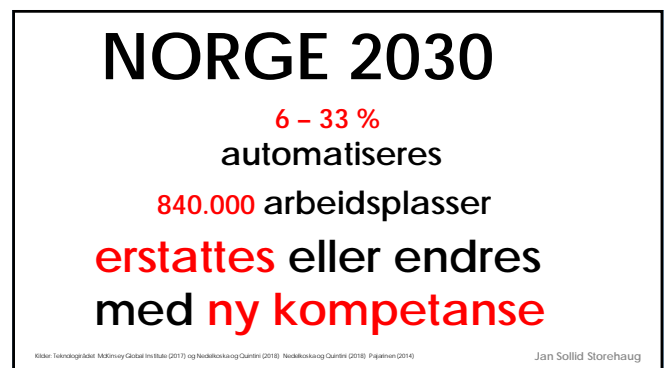 NORGE 2030
6 – 33 %
automatiseres
840.000 arbeidsplasser
erstattes eller endres
med ny kompetanse
Kilder: Teknologirådet McKinsey Global Institute (2017) og Nedelkoska og Quintini (2018) Nedelkoska og Quintini (2018) Pajarinen (2014)
Jan Sollid Storehaug